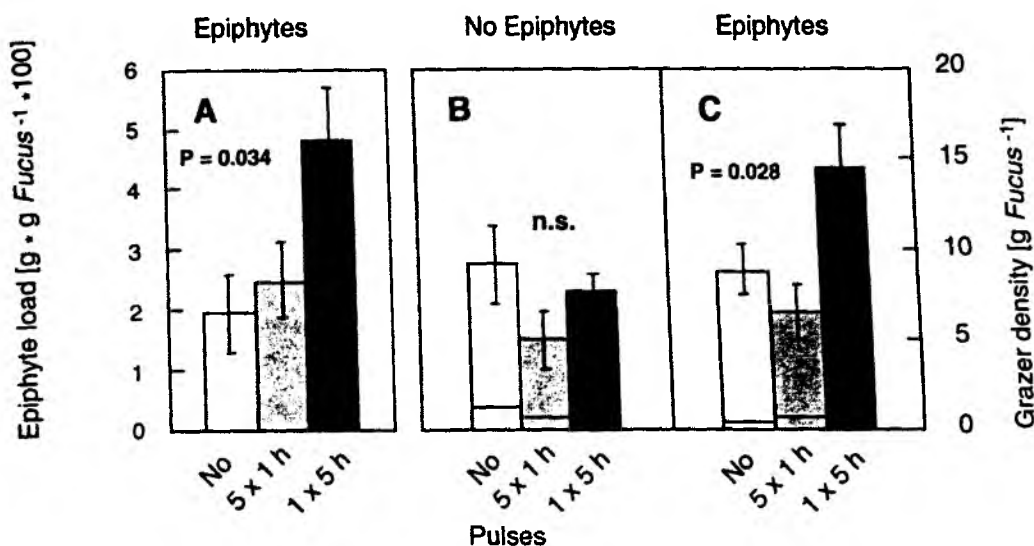 Epiphytes No Epiphytes Epiphytes
Epiphyte load [g * g Fucus⁻¹ *100]
6
5
4
3
2
1
0
A
P = 0.034
B
n.s.
C
P = 0.028
20
15
10
5
0
Grazer density [g Fucus⁻¹]
No
5 x 1 h
1 x 5 h
No
5 x 1 h
1 x 5 h
No
5 x 1 h
1 x 5 h
Pulses